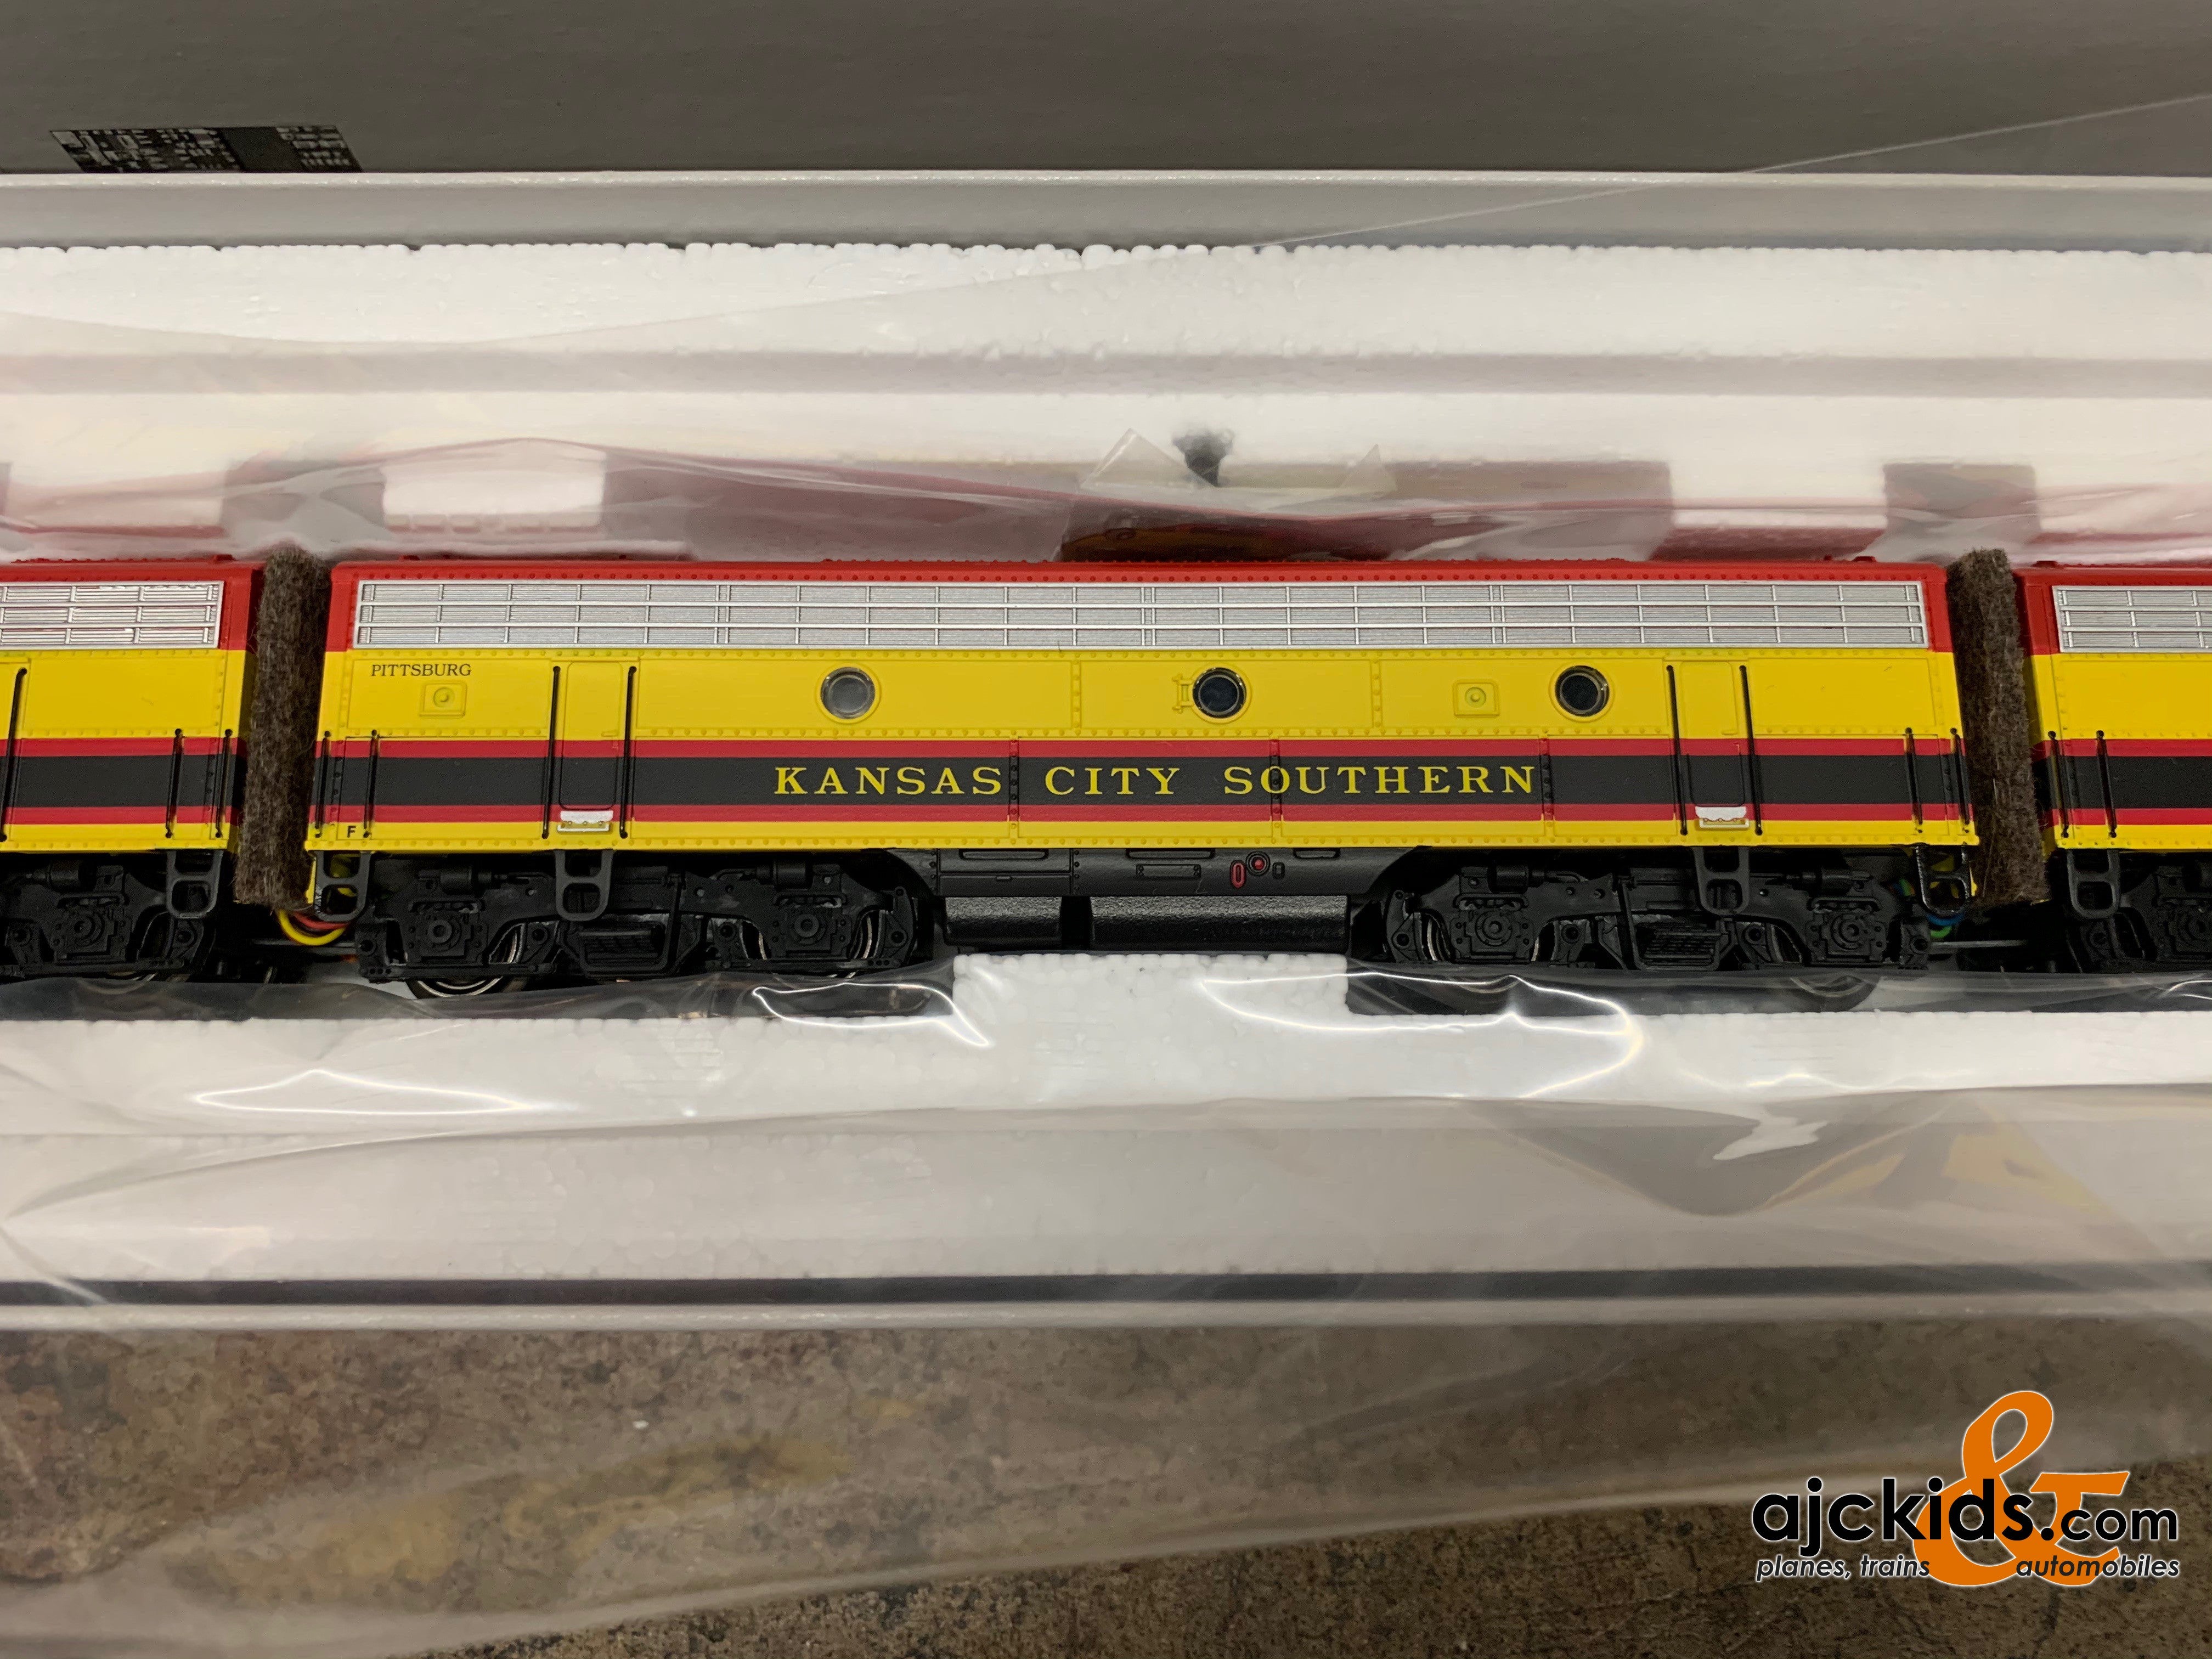 PITTSBURG
KANSAS CITY SOUTHERN
F
ajckids.com
&
planes, trains automobiles